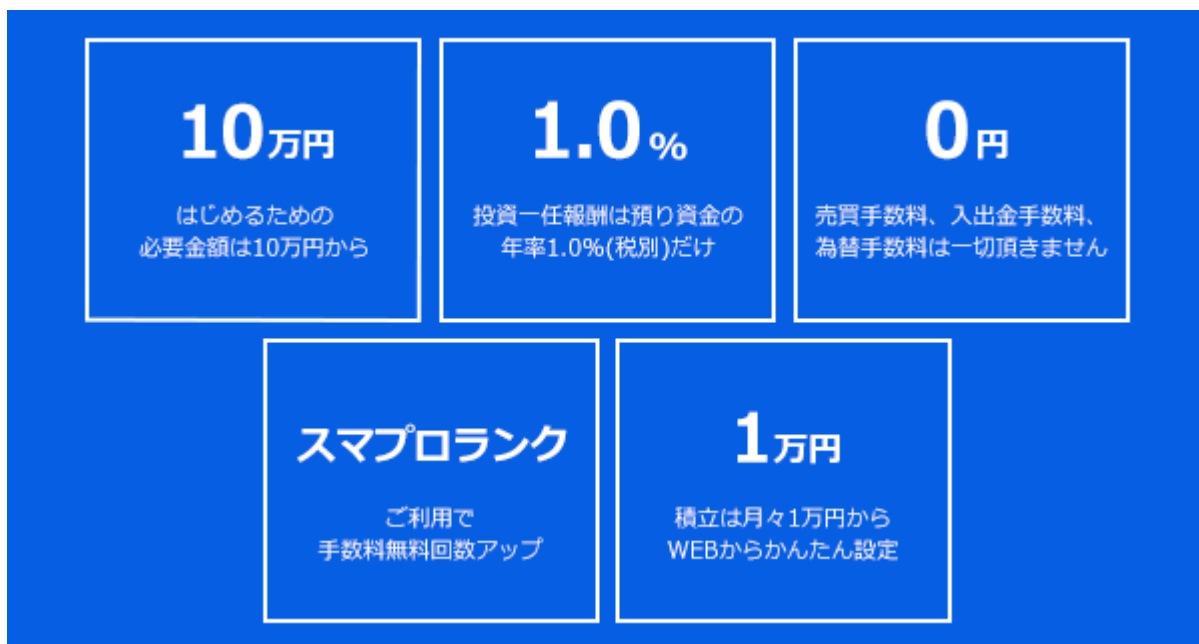 10万円
はじめるための
必要金額は10万円から
1.0%
投資一任報酬は預り資金の
年率1.0%(税別)だけ
0円
売買手数料、入出金手数料、
為替手数料は一切頂きません
スマプロランク
ご利用で
手数料無料回数アップ
1万円
積立は月々1万円から
WEBからかんたん設定